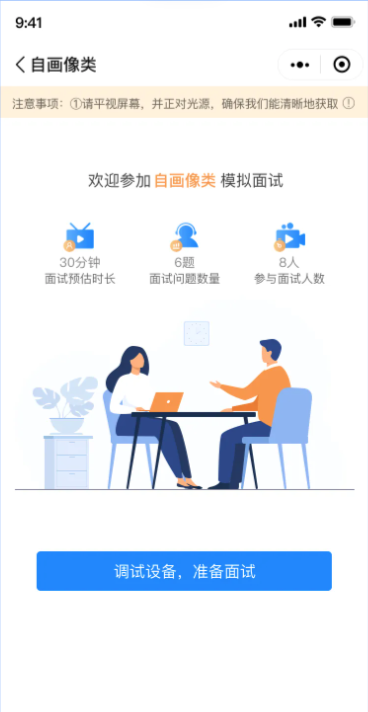 9:41
自画像类
注意事项：①请平视屏幕，并正对光源，确保我们能清晰地获取
欢迎参加 自画像类 模拟面试
30分钟 6题 8人
面试预估时长 面试问题数量 参与面试人数
调试设备，准备面试